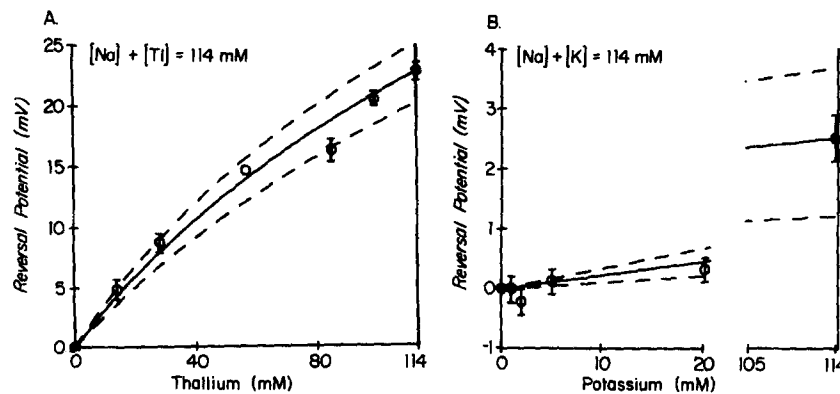 A.
[Na] + [Tl] = 114 mM
Reversal Potential (mV)
25
20
15
10
5
0
0 40 80 114
Thallium (mM)
B.
[Na] + [K] = 114 mM
Reversal Potential (mV)
4
3
2
1
0
-1
0 10 20 105 114
Potassium (mM)